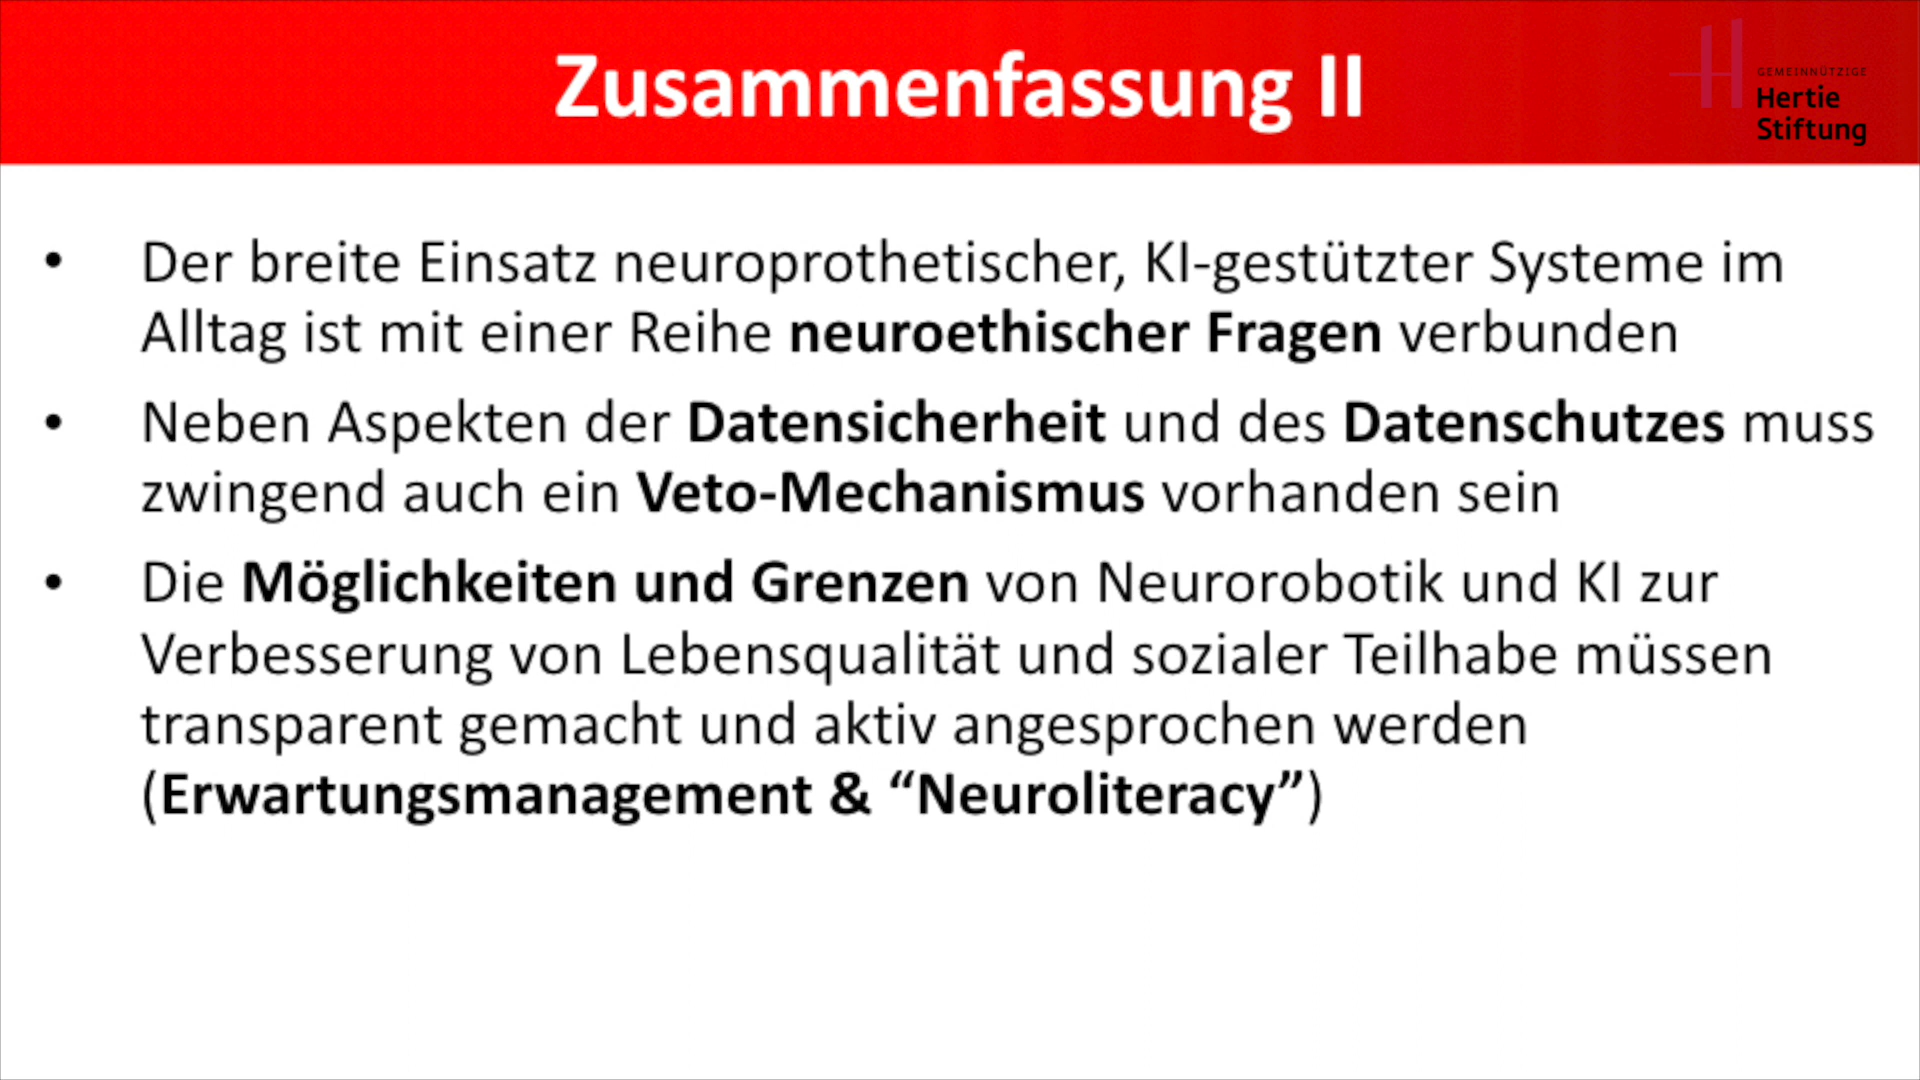 Zusammenfassung II
GEMEINNÜTZIGE
Hertie
Stiftung
• Der breite Einsatz neuroprothetischer, KI-gestützter Systeme im
Alltag ist mit einer Reihe neuroethischer Fragen verbunden
• Neben Aspekten der Datensicherheit und des Datenschutzes muss
zwingend auch ein Veto-Mechanismus vorhanden sein
• Die Möglichkeiten und Grenzen von Neurorobotik und KI zur
Verbesserung von Lebensqualität und sozialer Teilhabe müssen
transparent gemacht und aktiv angesprochen werden
(Erwartungsmanagement & “Neuroliteracy”)